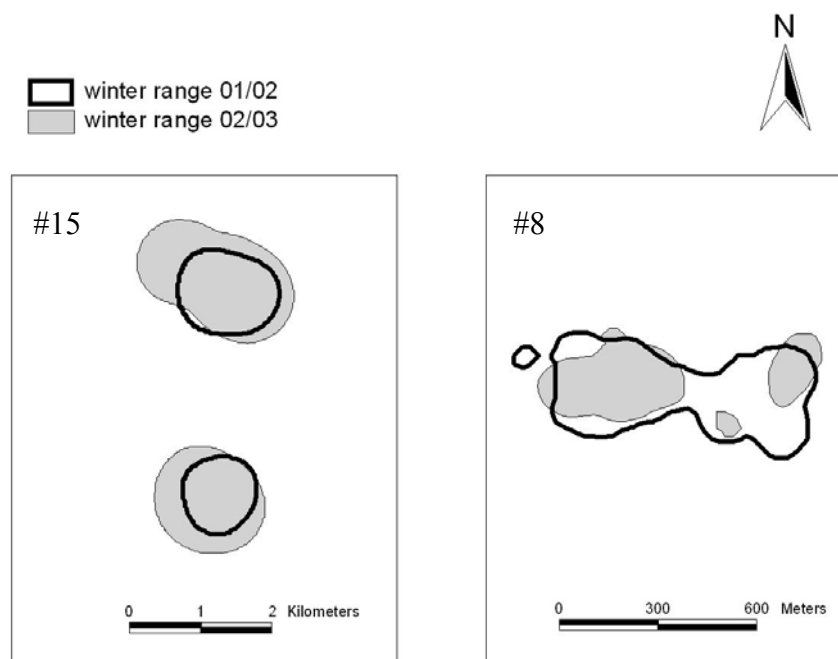 N
winter range 01/02
winter range 02/03
#15
#8
0 1 2 Kilometers
0 300 600 Meters